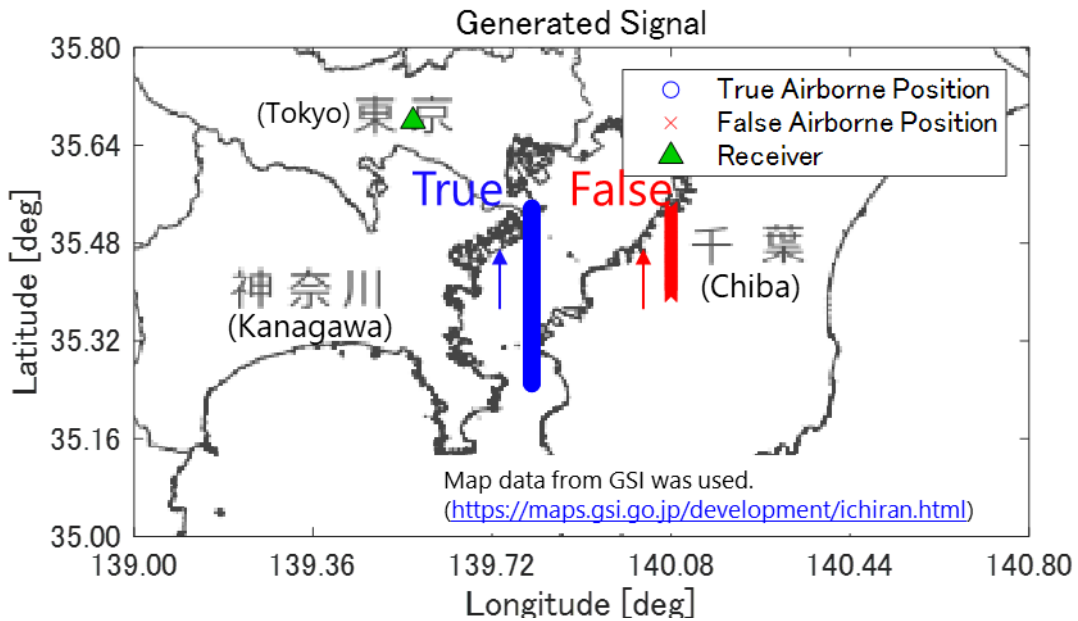 Generated Signal
35.80
35.64
35.48
35.32
35.16
35.00
Latitude [deg]
139.00 139.36 139.72 140.08 140.44 140.80
Longitude [deg]
True Airborne Position
False Airborne Position
Receiver
(Tokyo) 東京
True False
千葉
(Chiba)
神奈川
(Kanagawa)
Map data from GSI was used.
(https://maps.gsi.go.jp/development/ichiran.html)